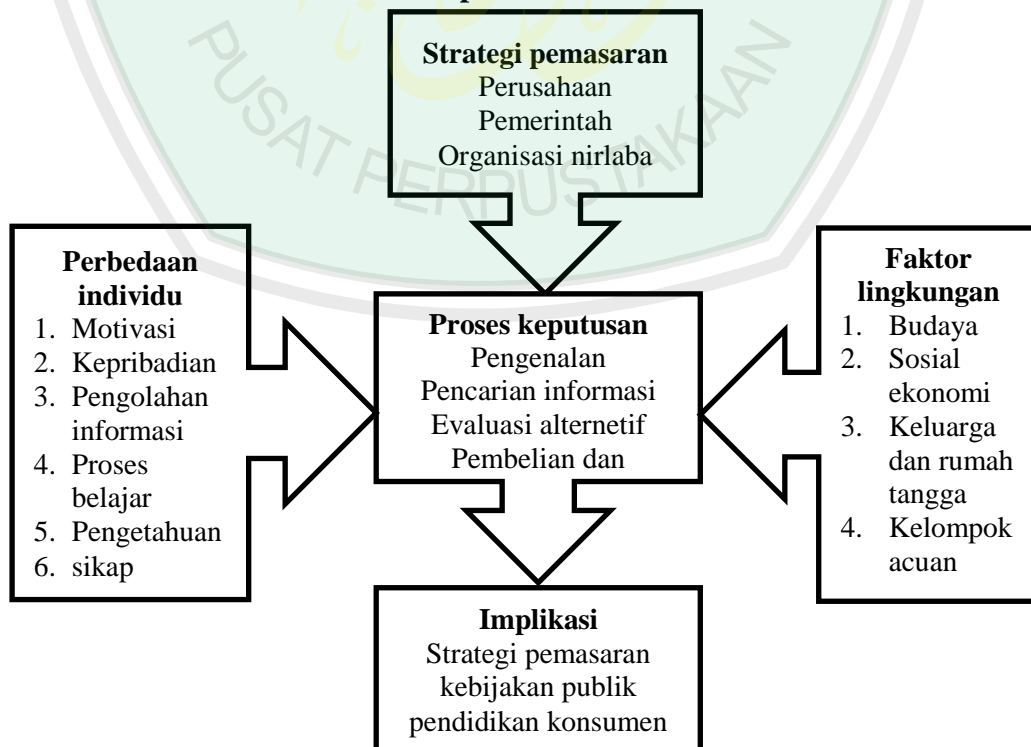 Strategi pemasaran
Perusahaan
Pemerintah
Organisasi nirlaba
PUSAT PERPUSTAKAAN
Perbedaan
individu
1. Motivasi
2. Kepribadian
3. Pengolahan
informasi
4. Proses
belajar
5. Pengetahuan
6. sikap
Proses keputusan
Pengenalan
Pencarian informasi
Evaluasi alternetif
Pembelian dan
Faktor
lingkungan
1. Budaya
2. Sosial
ekonomi
3. Keluarga
dan rumah
tangga
4. Kelompok
acuan
Implikasi
Strategi pemasaran
kebijakan publik
pendidikan konsumen